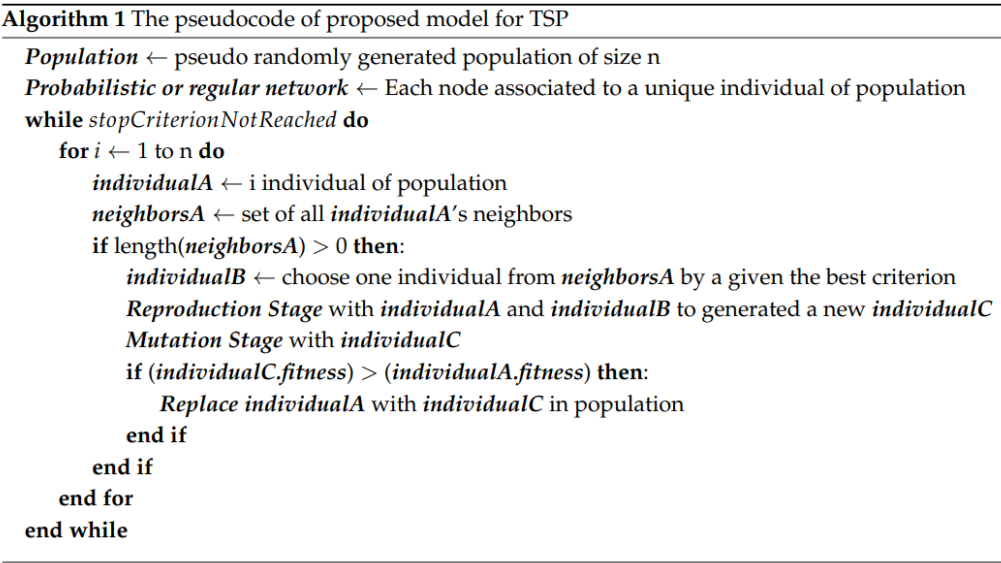 Algorithm 1 The pseudocode of proposed model for TSP
Population ← pseudo randomly generated population of size n
Probabilistic or regular network ← Each node associated to a unique individual of population
while stopCriterionNotReached do
for i ← 1 to n do
individualA ← i individual of population
neighborsA ← set of all individualA's neighbors
if length(neighborsA) > 0 then:
individualB ← choose one individual from neighborsA by a given the best criterion
Reproduction Stage with individualA and individualB to generated a new individualC
Mutation Stage with individualC
if (individualC.fitness) > (individualA.fitness) then:
Replace individualA with individualC in population
end if
end if
end for
end while